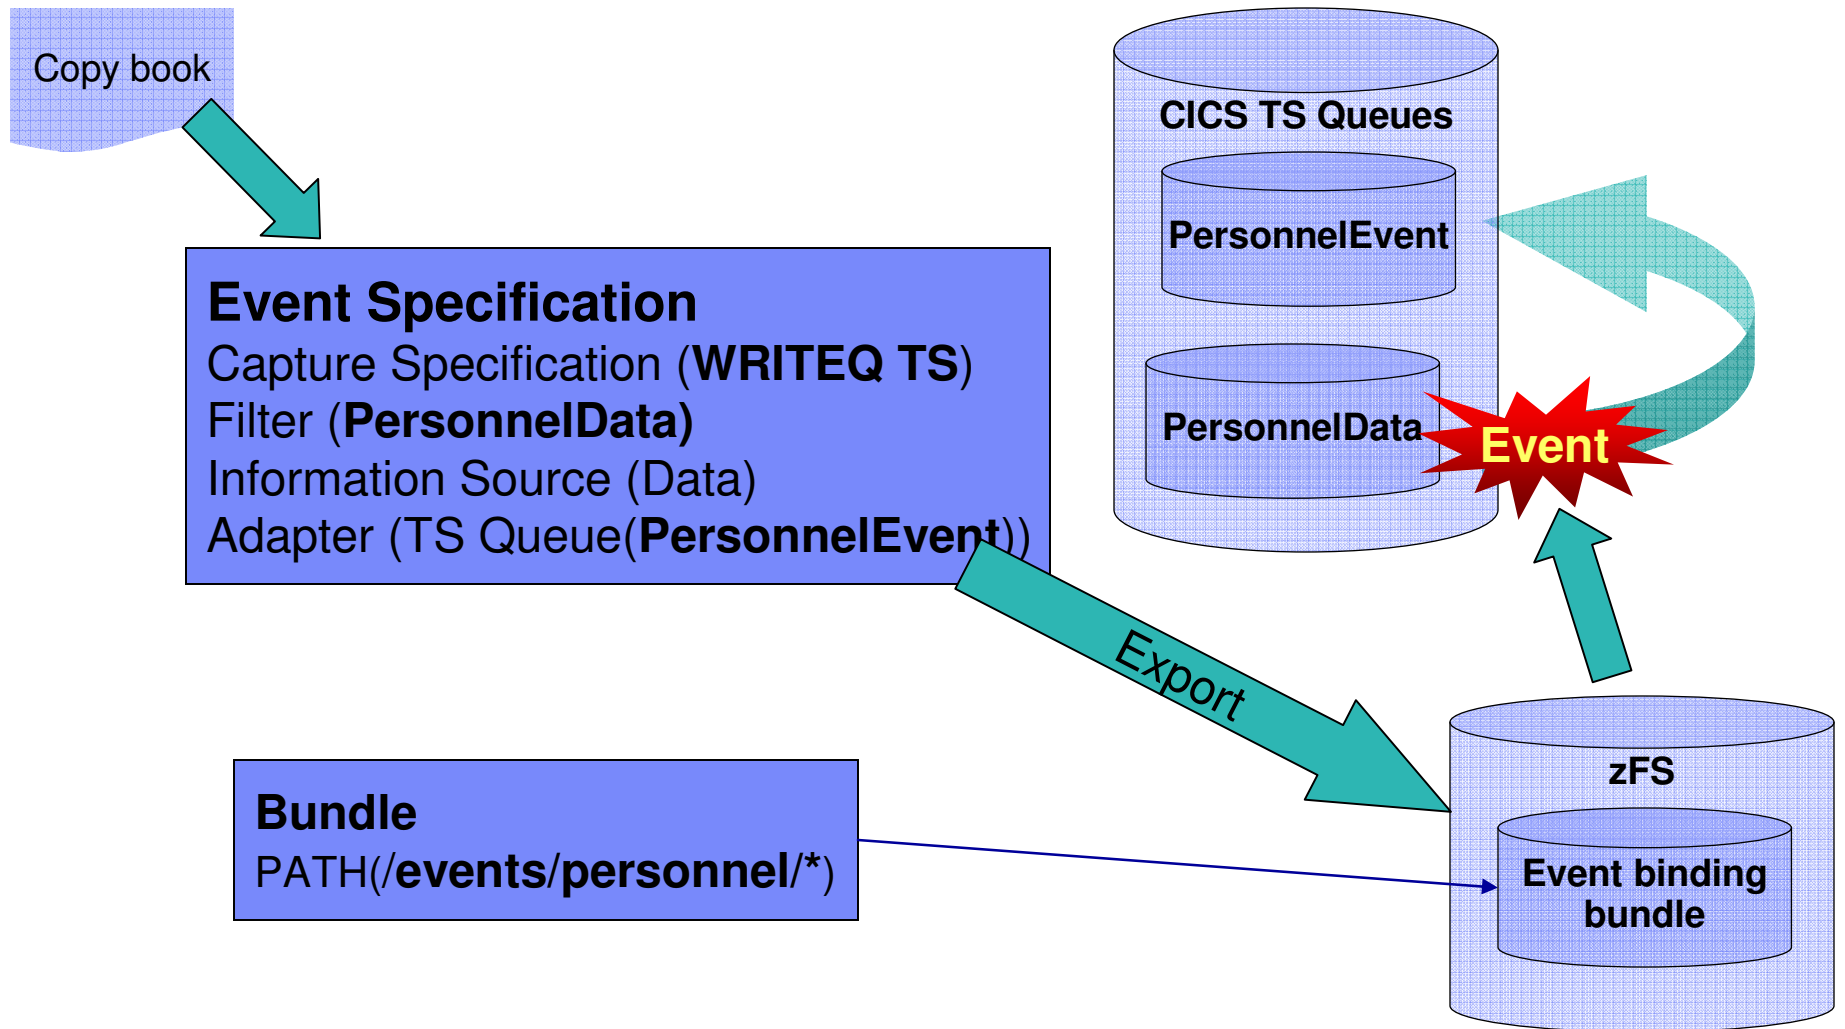 Copy book
CICS TS Queues
PersonnelEvent
PersonnelData
Event
Event Specification
Capture Specification (WRITEQ TS)
Filter (PersonnelData)
Information Source (Data)
Adapter (TS Queue(PersonnelEvent))
Export
Bundle
PATH(/events/personnel/*)
zFS
Event binding
bundle